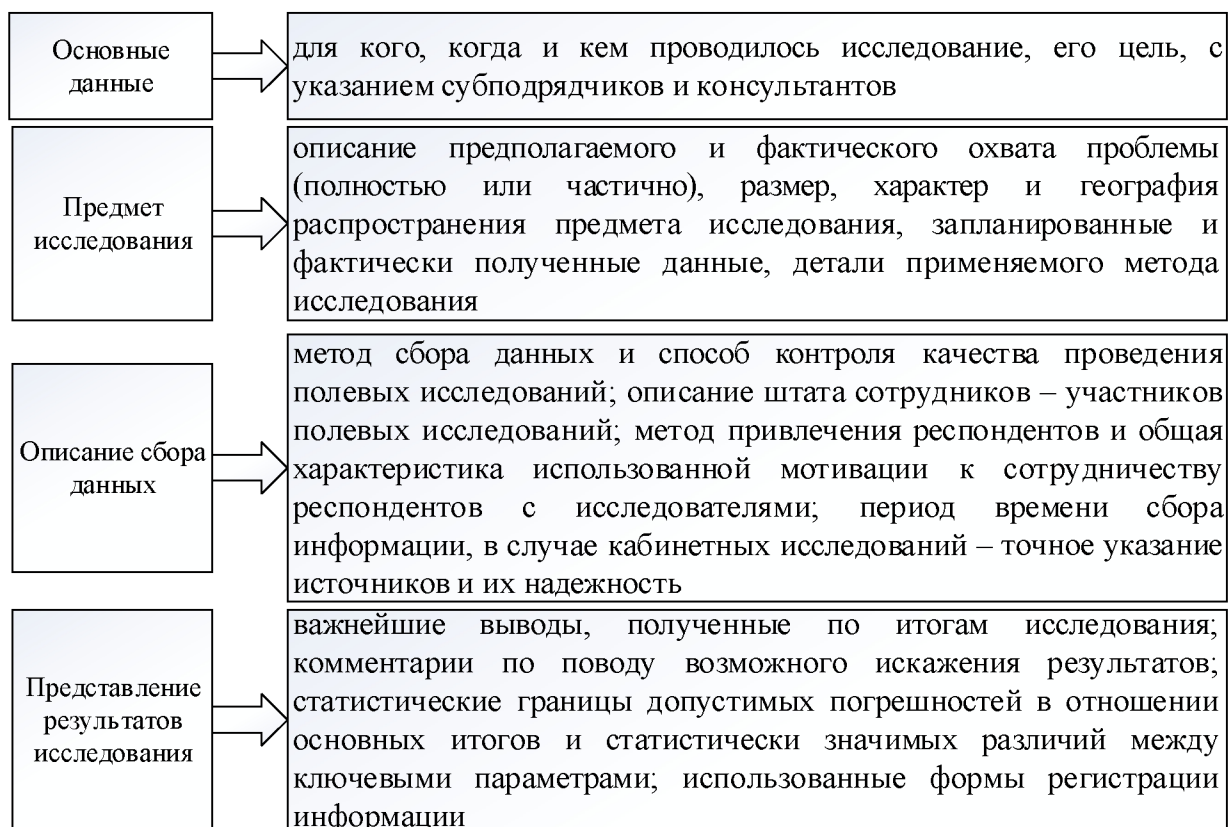 Основные
данные
для кого, когда и кем проводилось исследование, его цель, с
указанием субподрядчиков и консультантов
Предмет
исследования
описание предполагаемого и фактического охвата проблемы
(полностью или частично), размер, характер и география
распространения предмета исследования, запланированные и
фактически полученные данные, детали применяемого метода
исследования
Описание сбора
данных
метод сбора данных и способ контроля качества проведения
полевых исследований; описание штата сотрудников – участников
полевых исследований; метод привлечения респондентов и общая
характеристика использованной мотивации к сотрудничеству
респондентов с исследователями; период времени сбора
информации, в случае кабинетных исследований – точное указание
источников и их надежность
Представление
результатов
исследования
важнейшие выводы, полученные по итогам исследования;
комментарии по поводу возможного искажения результатов;
статистические границы допустимых погрешностей в отношении
основных итогов и статистически значимых различий между
ключевыми параметрами; использованные формы регистрации
информации